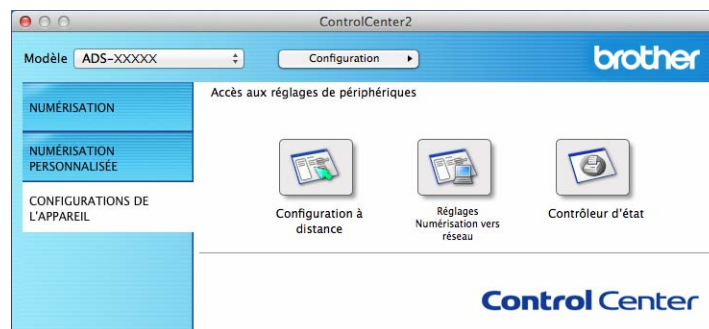 ControlCenter2
Modèle ADS-XXXXX Configuration brother
NUMÉRISATION
NUMÉRISATION
PERSONNALISÉE
CONFIGURATIONS DE
L'APPAREIL
Accès aux réglages de périphériques
Configuration à
distance
Réglages
Numérisation vers
réseau
Contrôleur d'état
Control Center